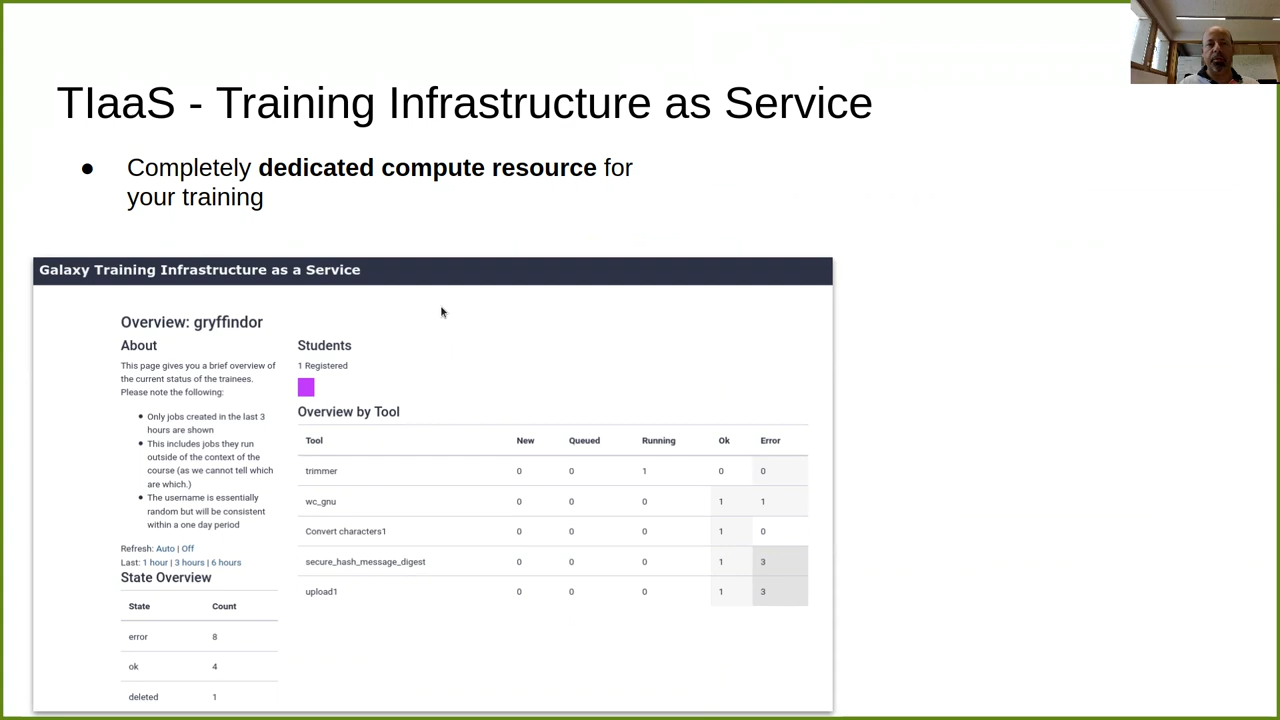 TIaaS - Training Infrastructure as Service
● Completely dedicated compute resource for
your training
Galaxy Training Infrastructure as a Service
Overview: gryffindor
About
This page gives you a brief overview of
the current status of the trainees.
Please note the following:
Only jobs created in the last 3
hours are shown
This includes jobs they run
outside of the context of the
course (as we cannot tell which
are which.)
The username is essentially
random but will be consistent
within a one day period
Refresh: Auto | Off
Last: 1 hour | 3 hours | 6 hours
State Overview
State Count
error 8
ok 4
deleted 1
Students
1 Registered
Overview by Tool
Tool New Queued Running Ok Error
trimmer 0 0 1 0 0
wc_gnu 0 0 0 1 1
Convert characters1 0 0 0 1 0
secure_hash_message_digest 0 0 0 1 3
upload1 0 0 0 1 3